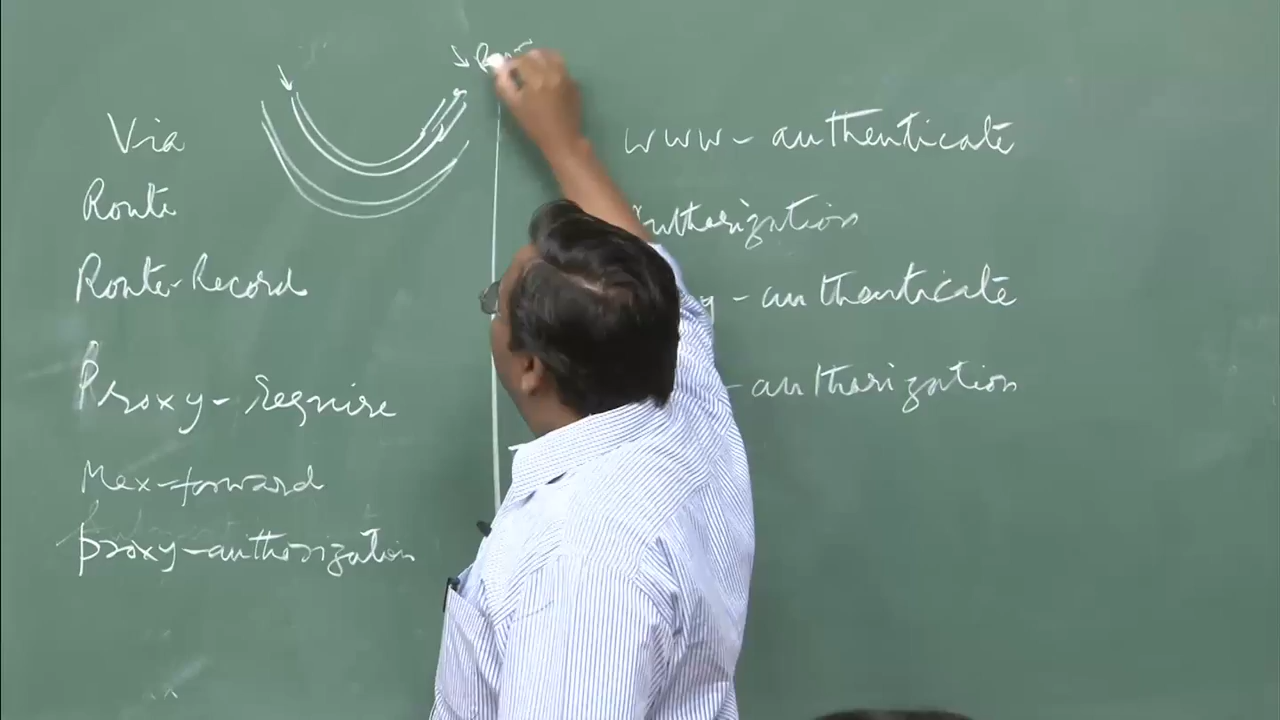 Via
Route
Route-Record
Proxy-require
Max-forward
proxy-authorization
www-authenticate
authorization
-authenticate
-authorization